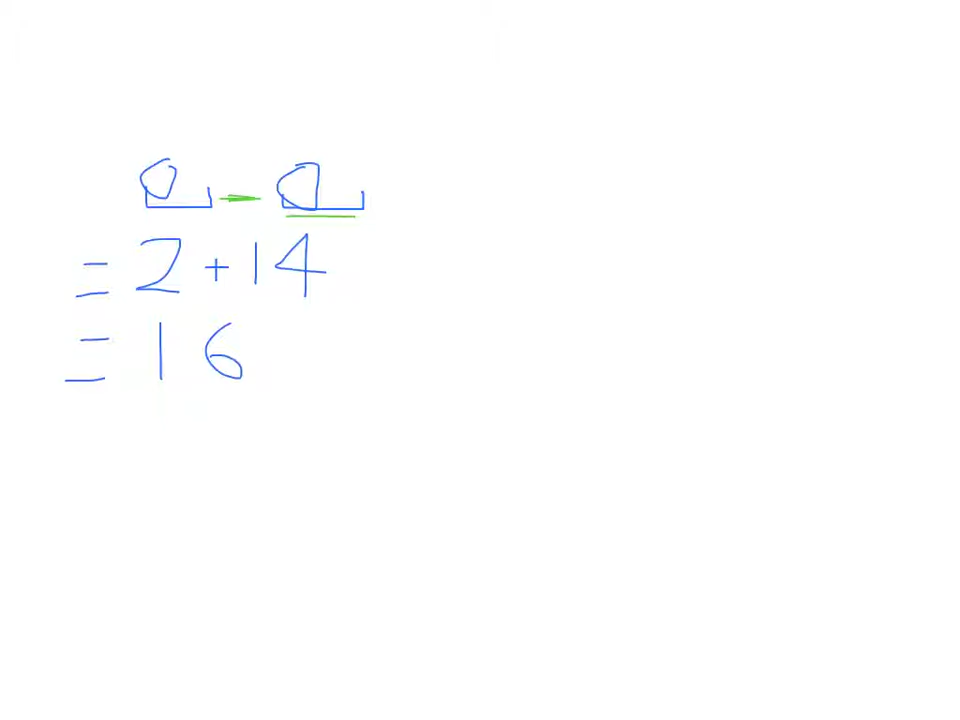 = 2 + 14
= 16